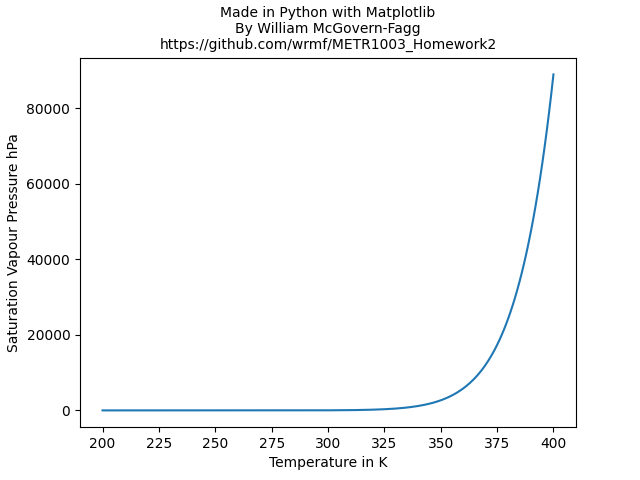 Made in Python with Matplotlib
By William McGovern-Fagg
https://github.com/wrmf/METR1003_Homework2
Saturation Vapour Pressure hPa
80000
60000
40000
20000
0
200 225 250 275 300 325 350 375 400
Temperature in K